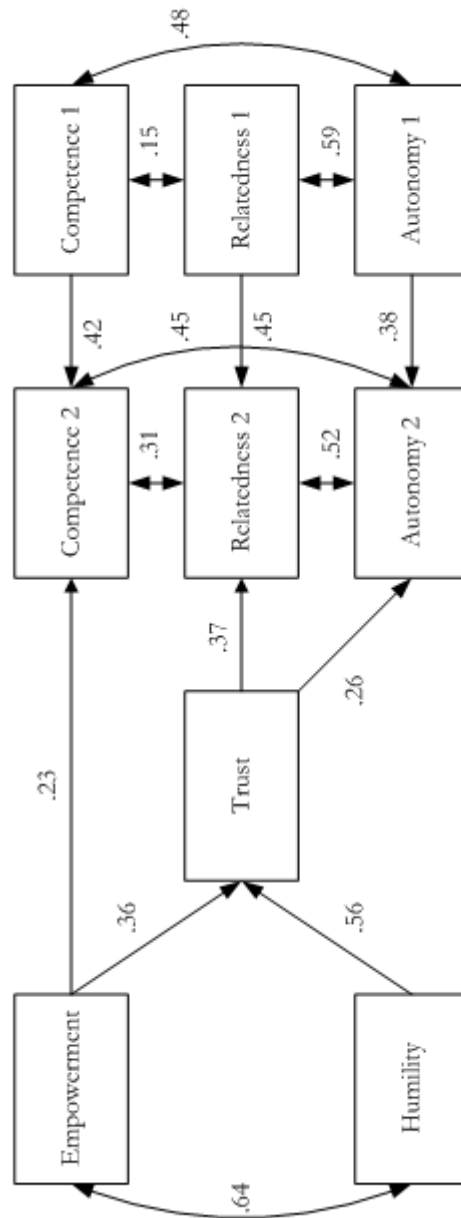 Empowerment
Humility
.64
.36
.56
.23
Trust
.37
.26
Competence 2
Relatedness 2
Autonomy 2
.31
.52
.45
.42
.45
.38
Competence 1
Relatedness 1
Autonomy 1
.15
.59
.48